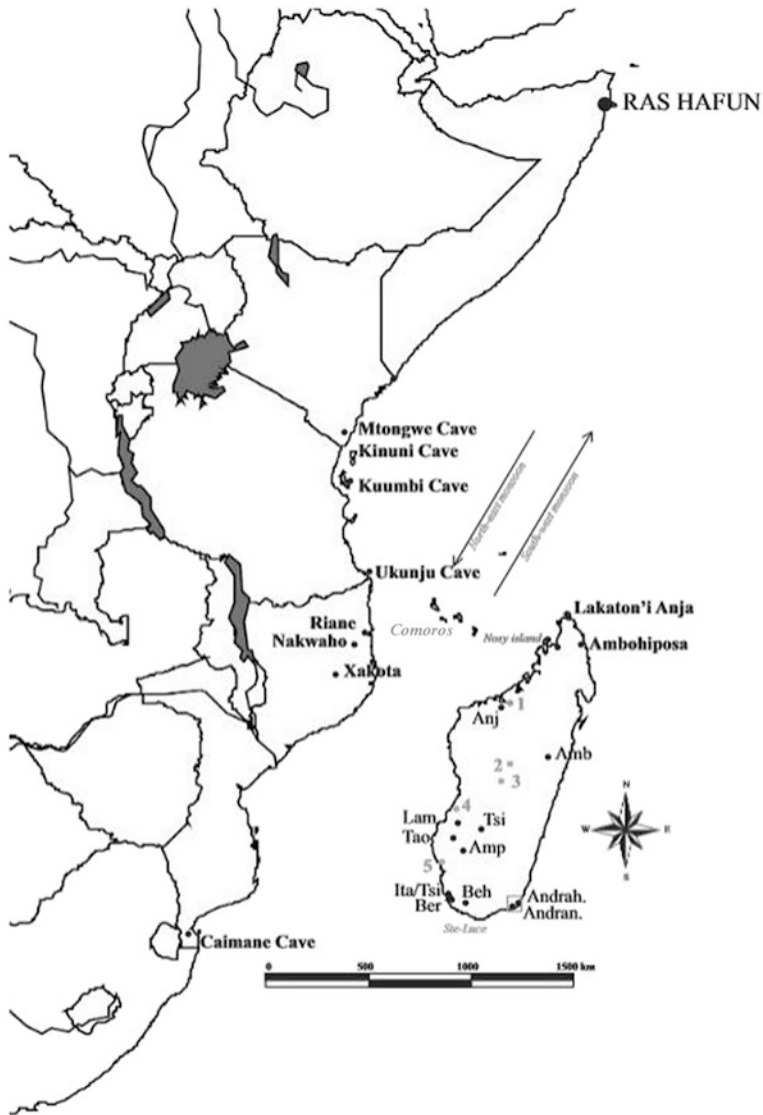 RAS HAFUN
Mtongwe Cave
Kinuni Cave
Kuumbi Cave
North-east monsoon
South-west monsoon
Ukunju Cave
Comoros
Riane
Nakwaho
Xakota
Lakaton'i Anja
Nosy island
Ambohiposa
1
Anj
Amb
2
3
4
Lam
Tsi
Tao
Amp
5
Ita/Tsi
Beh
Ber
Andrah.
Andran.
Ste-Luce
N
W
E
S
Caimane Cave
0
500
1000
1500 km